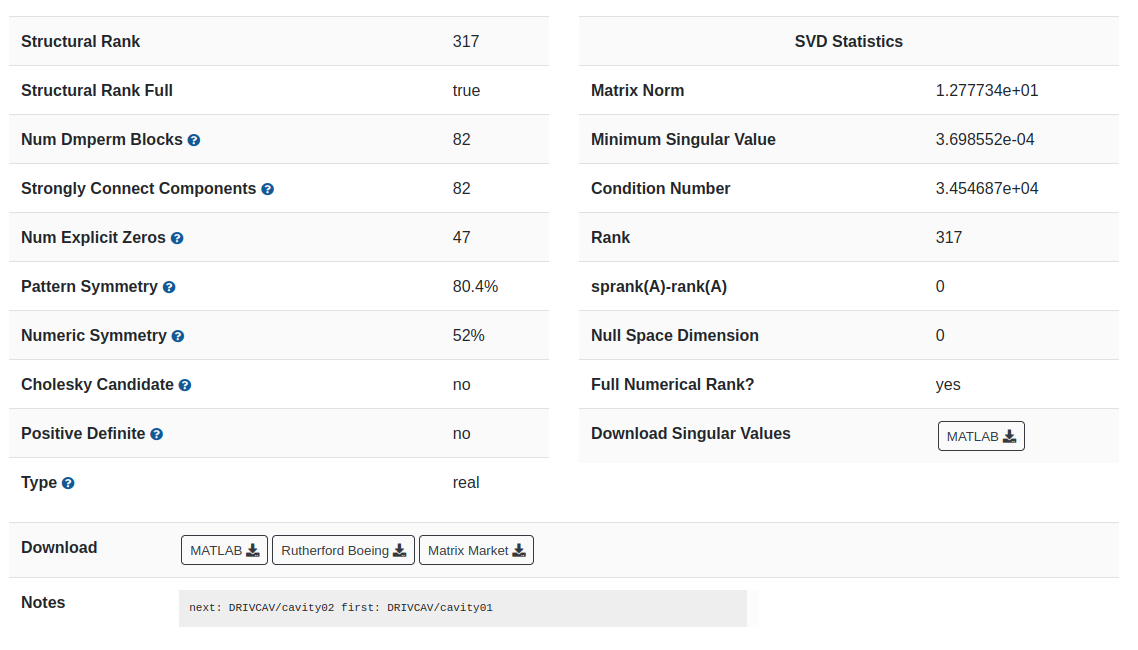 Structural Rank 317
Structural Rank Full true
Num Dmperm Blocks 82
Strongly Connect Components 82
Num Explicit Zeros 47
Pattern Symmetry 80.4%
Numeric Symmetry 52%
Cholesky Candidate no
Positive Definite no
Type real
SVD Statistics
Matrix Norm 1.277734e+01
Minimum Singular Value 3.698552e-04
Condition Number 3.454687e+04
Rank 317
sprank(A)-rank(A) 0
Null Space Dimension 0
Full Numerical Rank? yes
Download Singular Values MATLAB
Download MATLAB Rutherford Boeing Matrix Market
Notes next: DRIVCAV/cavity02 first: DRIVCAV/cavity01